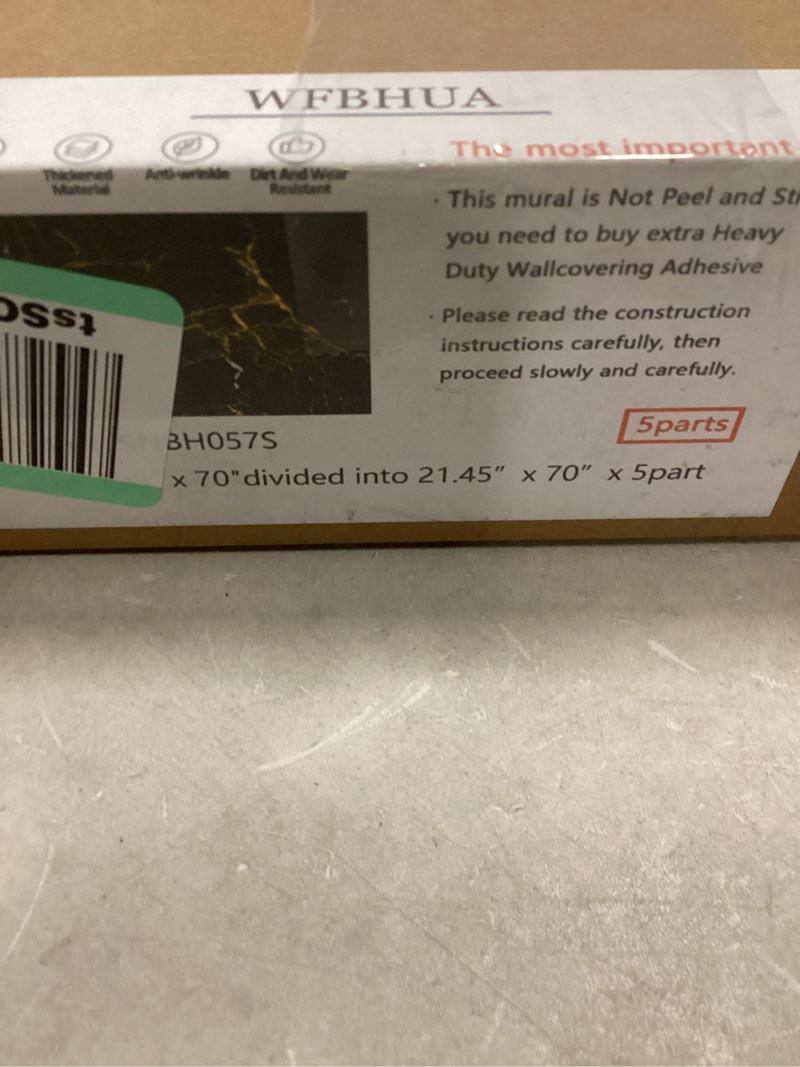 WFBHUA
Thickened Material
Anti-wrinkle
Dirt And Wear Resistant
The most important
· This mural is Not Peel and
you need to buy extra Heavy
Duty Wallcovering Adhesive
· Please read the construction
instructions carefully, then
proceed slowly and carefully.
5parts
BH057S
x 70"divided into 21.45" x 70" x 5part